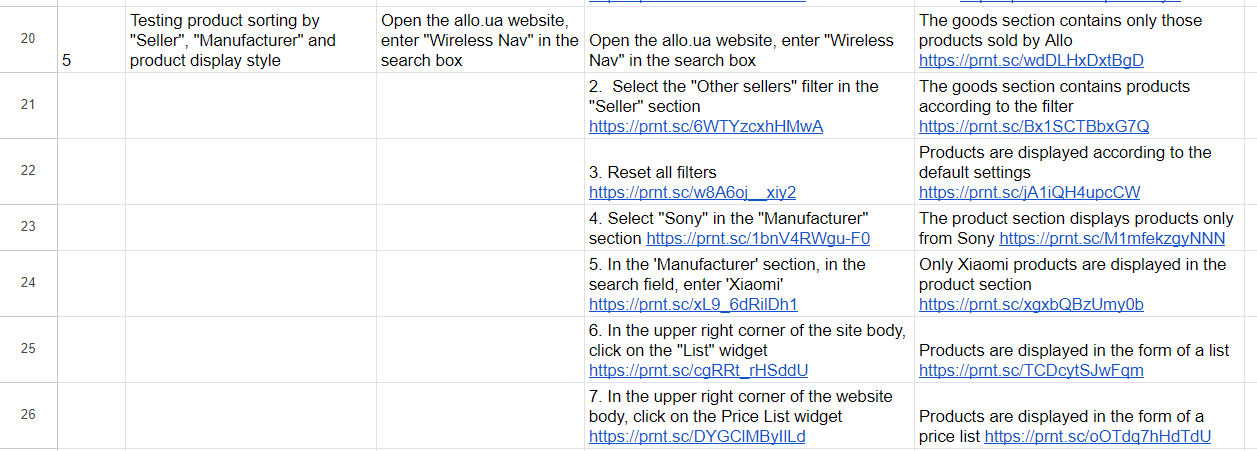 20
5
Testing product sorting by
"Seller", "Manufacturer" and
product display style
Open the allo.ua website,
enter "Wireless Nav" in the
search box
Open the allo.ua website, enter "Wireless
Nav" in the search box
The goods section contains only those
products sold by Allo
https://prnt.sc/wdDLHxDxtBgD
21
2.  Select the "Other sellers" filter in the
"Seller" section
https://prnt.sc/6WTYzcxhHMwA
The goods section contains products
according to the filter
https://prnt.sc/Bx1SCTBbxG7Q
22
3. Reset all filters
https://prnt.sc/w8A6oj__xiy2
Products are displayed according to the
default settings
https://prnt.sc/jA1iQH4upcCW
23
4. Select "Sony" in the "Manufacturer"
section https://prnt.sc/1bnV4RWgu-F0
The product section displays products only
from Sony https://prnt.sc/M1mfekzgyNNN
24
5. In the 'Manufacturer' section, in the
search field, enter 'Xiaomi'
https://prnt.sc/xL9_6dRilDh1
Only Xiaomi products are displayed in the
product section
https://prnt.sc/xgxbQBzUmy0b
25
6. In the upper right corner of the site body,
click on the "List" widget
https://prnt.sc/cgRRt_rHSddU
Products are displayed in the form of a list
https://prnt.sc/TCDcytSJwFqm
26
7. In the upper right corner of the website
body, click on the Price List widget
https://prnt.sc/DYGClMBylILd
Products are displayed in the form of a
price list https://prnt.sc/oOTdq7hHdTdU